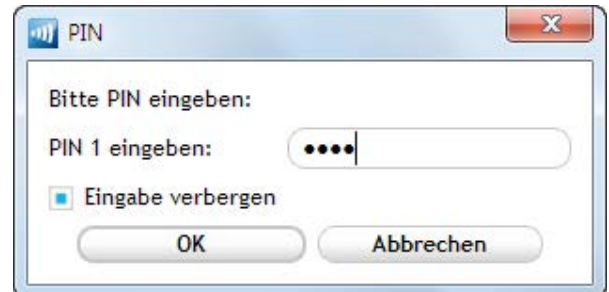 PIN
Bitte PIN eingeben:
PIN 1 eingeben: ••••
Eingabe verbergen
OK Abbrechen